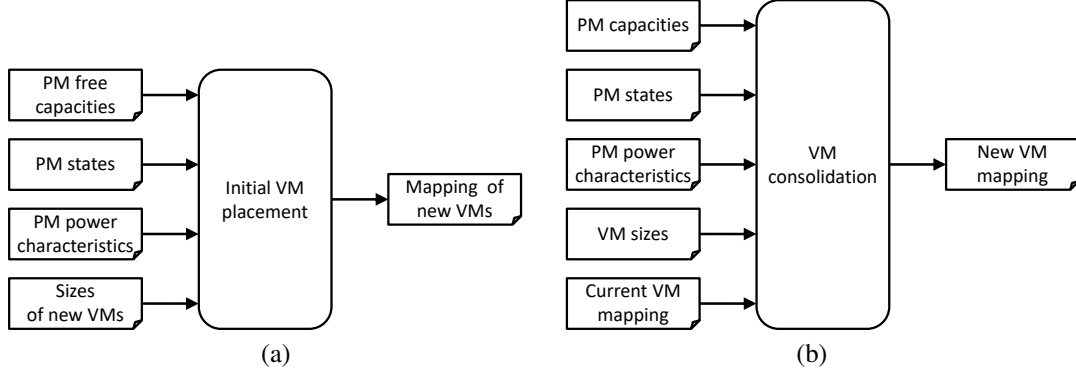 PM free
capacities
PM states
PM power
characteristics
Sizes
of new VMs
Initial VM
placement
Mapping of
new VMs
(a)
PM capacities
PM states
PM power
characteristics
VM sizes
Current VM
mapping
VM
consolidation
New VM
mapping
(b)